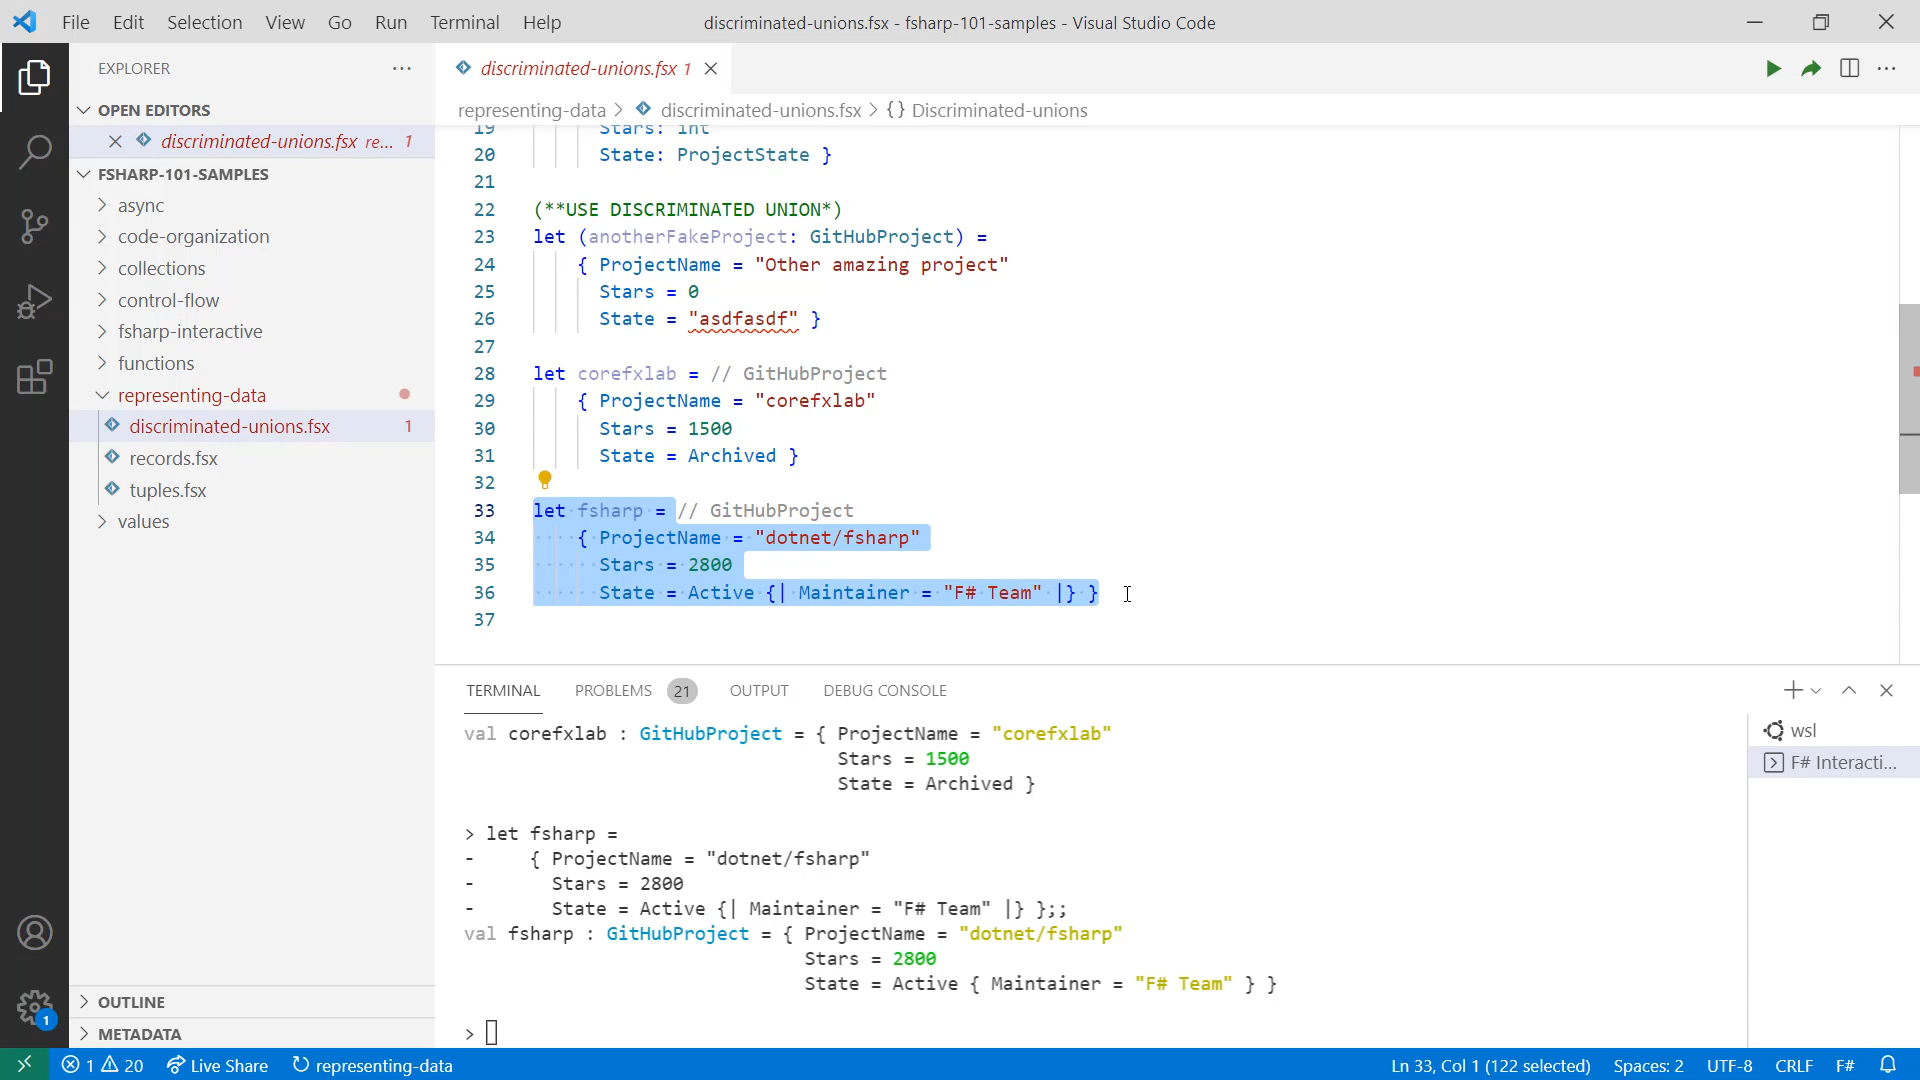 File Edit Selection View Go Run Terminal Help
discriminated-unions.fsx - fsharp-101-samples - Visual Studio Code
EXPLORER
OPEN EDITORS
discriminated-unions.fsx re... 1
FSHARP-101-SAMPLES
async
code-organization
collections
control-flow
fsharp-interactive
functions
representing-data
discriminated-unions.fsx 1
records.fsx
tuples.fsx
values
OUTLINE
METADATA
1
discriminated-unions.fsx 1
representing-data > discriminated-unions.fsx > {} Discriminated-unions
19 Stars: int
20 State: ProjectState }
21
22 (**USE DISCRIMINATED UNION*)
23 let (anotherFakeProject: GitHubProject) =
24 { ProjectName = "Other amazing project"
25 Stars = 0
26 State = "asdfasdf" }
27
28 let corefxlab = // GitHubProject
29 { ProjectName = "corefxlab"
30 Stars = 1500
31 State = Archived }
32
33 let fsharp = // GitHubProject
34 { ProjectName = "dotnet/fsharp"
35 Stars = 2800
36 State = Active {| Maintainer = "F# Team" |} }
37
TERMINAL PROBLEMS 21 OUTPUT DEBUG CONSOLE
val corefxlab : GitHubProject = { ProjectName = "corefxlab"
Stars = 1500
State = Archived }
> let fsharp =
- { ProjectName = "dotnet/fsharp"
- Stars = 2800
- State = Active {| Maintainer = "F# Team" |} };;
val fsharp : GitHubProject = { ProjectName = "dotnet/fsharp"
Stars = 2800
State = Active { Maintainer = "F# Team" } }
>
wsl
F# Interacti...
1 20 Live Share representing-data
Ln 33, Col 1 (122 selected) Spaces: 2 UTF-8 CRLF F#